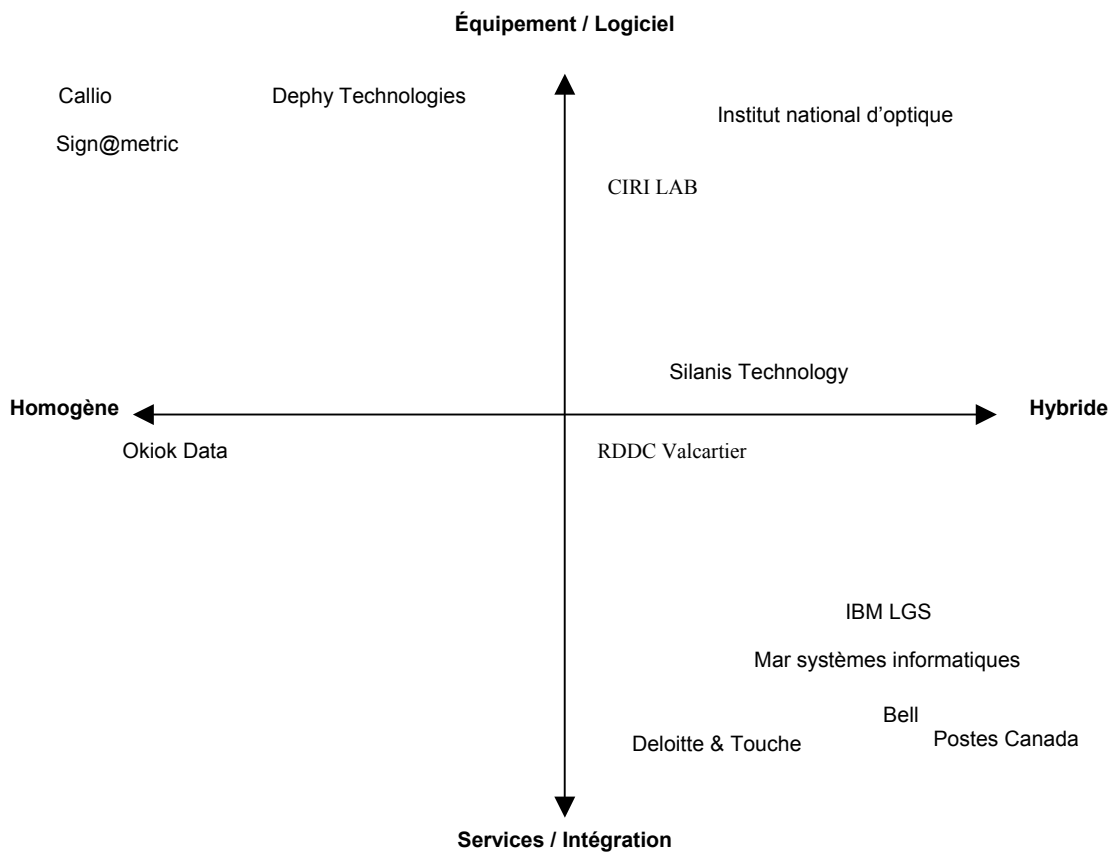 Équipement / Logiciel
Callio
Dephy Technologies
Institut national d’optique
Sign@metric
CIRI LAB
Silanis Technology
Homogène
Hybride
Okiok Data
RDDC Valcartier
IBM LGS
Mar systèmes informatiques
Bell
Postes Canada
Deloitte & Touche
Services / Intégration